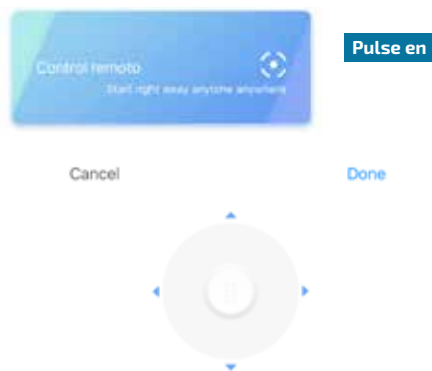 Control remoto
Start right away anytime anywhere
Pulse en
Cancel
Done